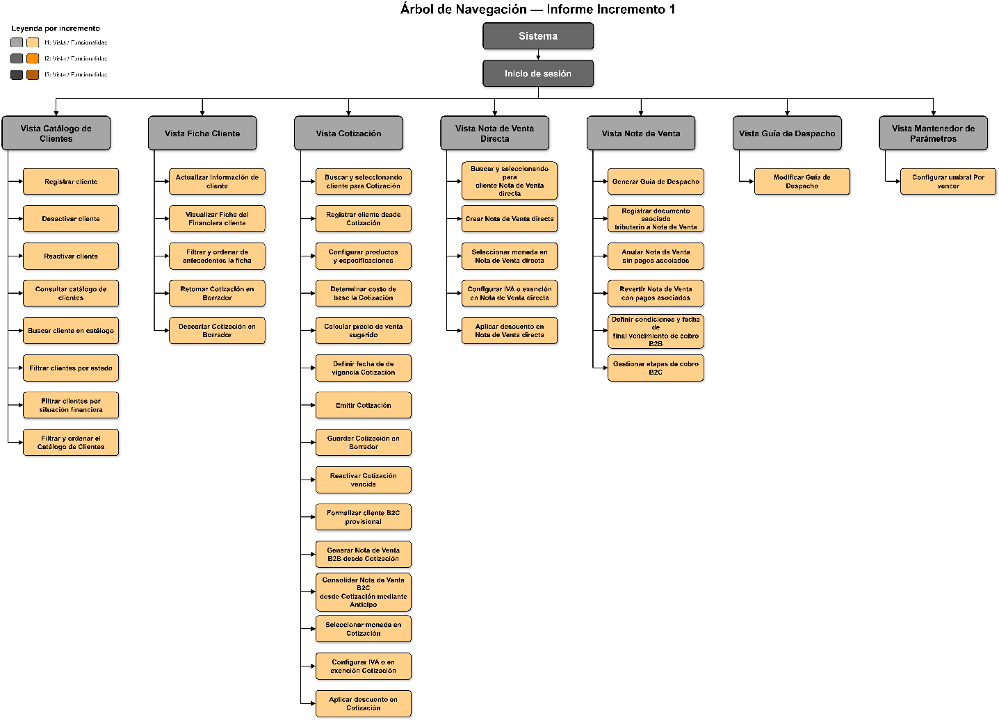 Árbol de Navegación — Informe Incremento 1
Leyenda por incremento
I1: Vista / Funcionalidad
I2: Vista / Funcionalidad
I3: Vista / Funcionalidad
Sistema
Inicio de sesión
Vista Catálogo de
Clientes
Registrar cliente
Desactivar cliente
Reactivar cliente
Consultar catálogo de
clientes
Buscar cliente en catálogo
Filtrar clientes por estado
Filtrar clientes por
situación financiera
Filtrar y ordenar el
Catálogo de Clientes
Vista Ficha Cliente
Actualizar Información de
cliente
Visualizar Ficha del
Financiera cliente
Filtrar y ordenar de
antecedentes la ficha
Retomar Cotización en
Borrador
Descartar Cotización en
Borrador
Vista Cotización
Buscar y seleccionando
cliente para Cotización
Registrar cliente desde
Cotización
Configurar productos
y especificaciones
Determinar costo de
base la Cotización
Calcular precio de venta
sugerido
Definir fecha de de
vigencia Cotización
Emitir Cotización
Guardar Cotización en
Borrador
Reactivar Cotización
vencida
Formalizar cliente B2C
provisional
Generar Nota de Venta
B2B desde Cotización
Consolidar Nota de Venta
B2C
desde Cotización mediante
Anticipo
Seleccionar moneda en
Cotización
Configurar IVA o en
exención Cotización
Aplicar descuento en
Cotización
Vista Nota de Venta
Directa
Buscar y seleccionando
para
cliente Nota de Venta
directa
Crear Nota de Venta directa
Seleccionar moneda en
Nota de Venta directa
Configurar IVA o exención
en Nota de Venta directa
Aplicar descuento en
Nota de Venta directa
Vista Nota de Venta
Generar Guía de Despacho
Registrar documento
asociado
tributario a Nota de Venta
Anular Nota de Venta
sin pagos asociados
Revertir Nota de Venta
con pagos asociados
Definir condiciones y fecha
de
final vencimiento de cobro
B2B
Gestionar etapas de cobro
B2C
Vista Guía de Despacho
Modificar Guía de
Despacho
Vista Mantenedor de
Parámetros
Configurar umbral Por
vencer